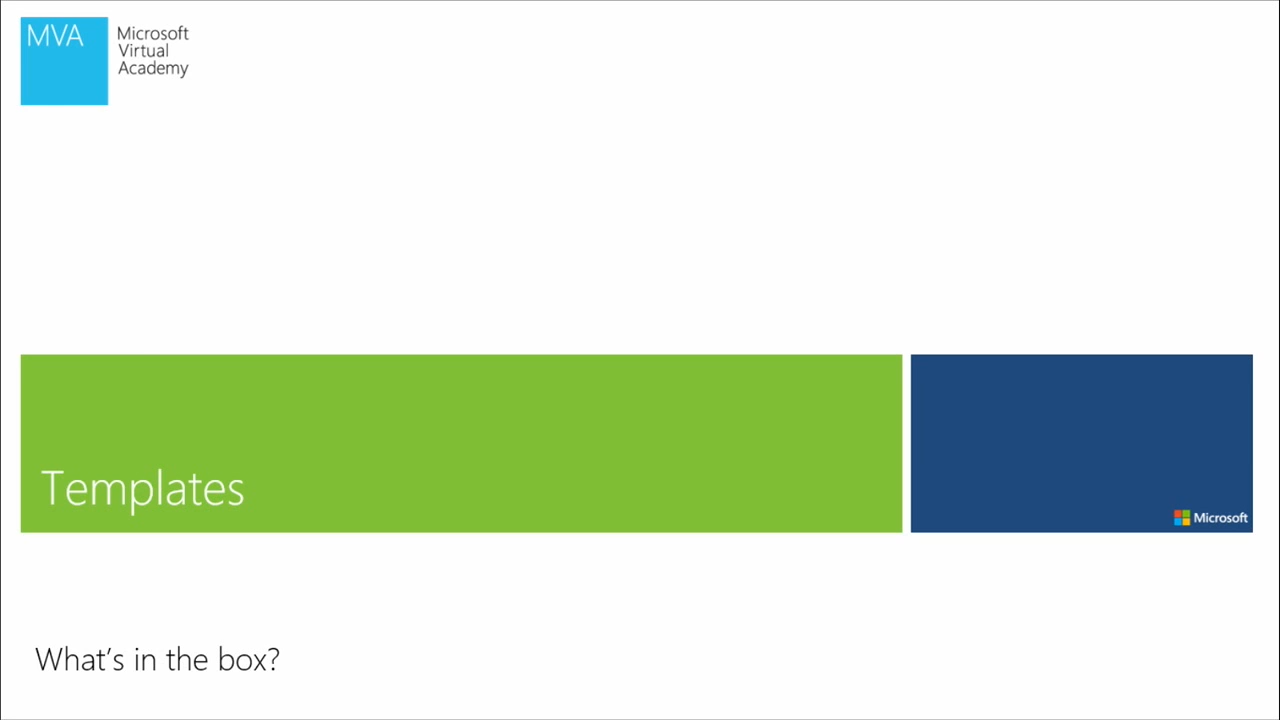 MVA
Microsoft
Virtual
Academy
Templates
Microsoft
What's in the box?